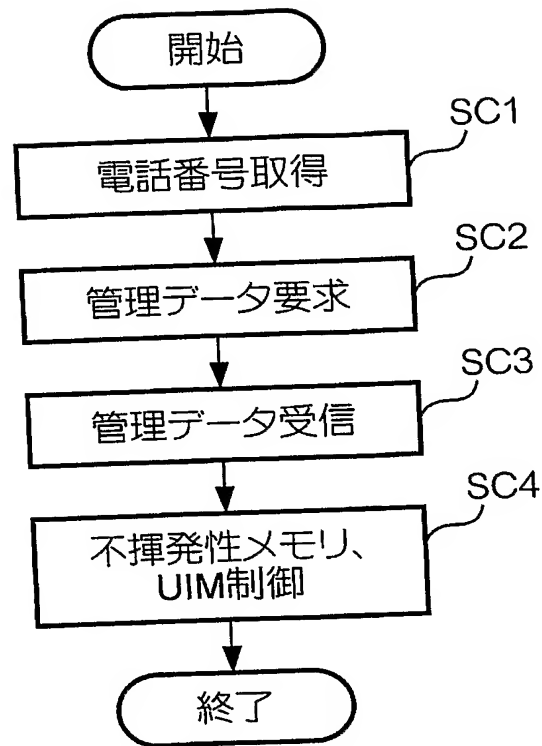 開始
SC1
電話番号取得
SC2
管理データ要求
SC3
管理データ受信
SC4
不揮発性メモリ、
UIM制御
終了